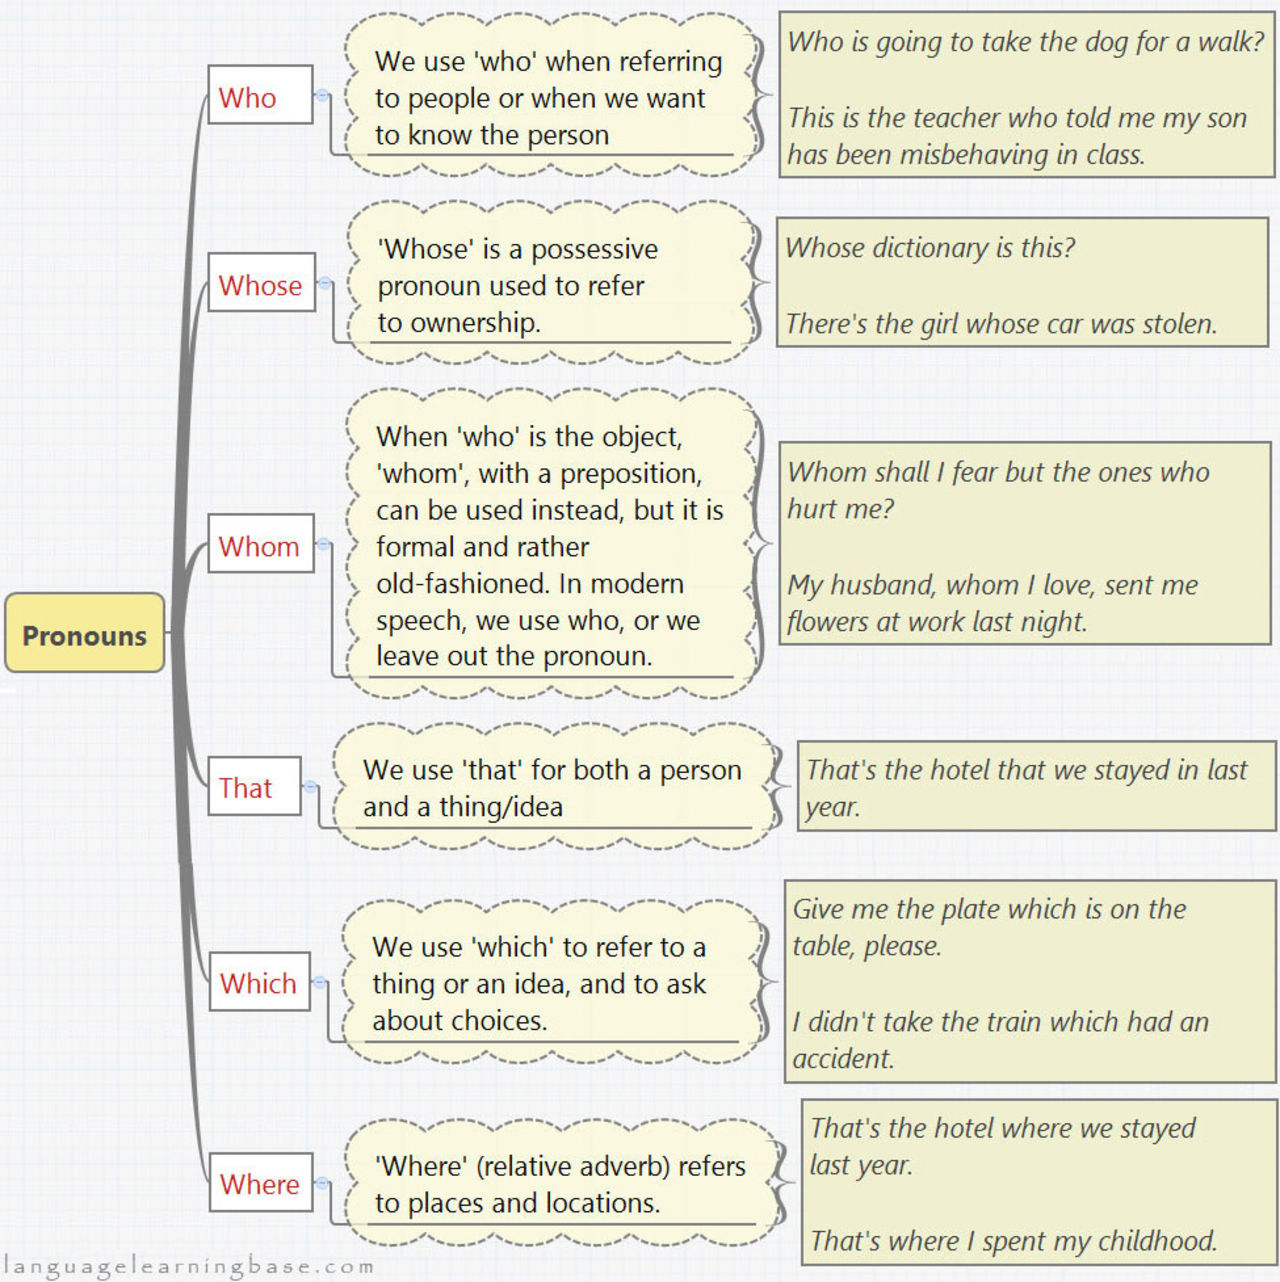 Who
We use 'who' when referring
to people or when we want
to know the person
Who is going to take the dog for a walk?
This is the teacher who told me my son
has been misbehaving in class.
Whose
'Whose' is a possessive
pronoun used to refer
to ownership.
Whose dictionary is this?
There's the girl whose car was stolen.
Whom
When 'who' is the object,
'whom', with a preposition,
can be used instead, but it is
formal and rather
old-fashioned. In modern
speech, we use who, or we
leave out the pronoun.
Whom shall I fear but the ones who
hurt me?
My husband, whom I love, sent me
flowers at work last night.
Pronouns
That
We use 'that' for both a person
and a thing/idea
That's the hotel that we stayed in last
year.
Which
We use 'which' to refer to a
thing or an idea, and to ask
about choices.
Give me the plate which is on the
table, please.
I didn't take the train which had an
accident.
Where
'Where' (relative adverb) refers
to places and locations.
That's the hotel where we stayed
last year.
That's where I spent my childhood.
languagelearningbase.com